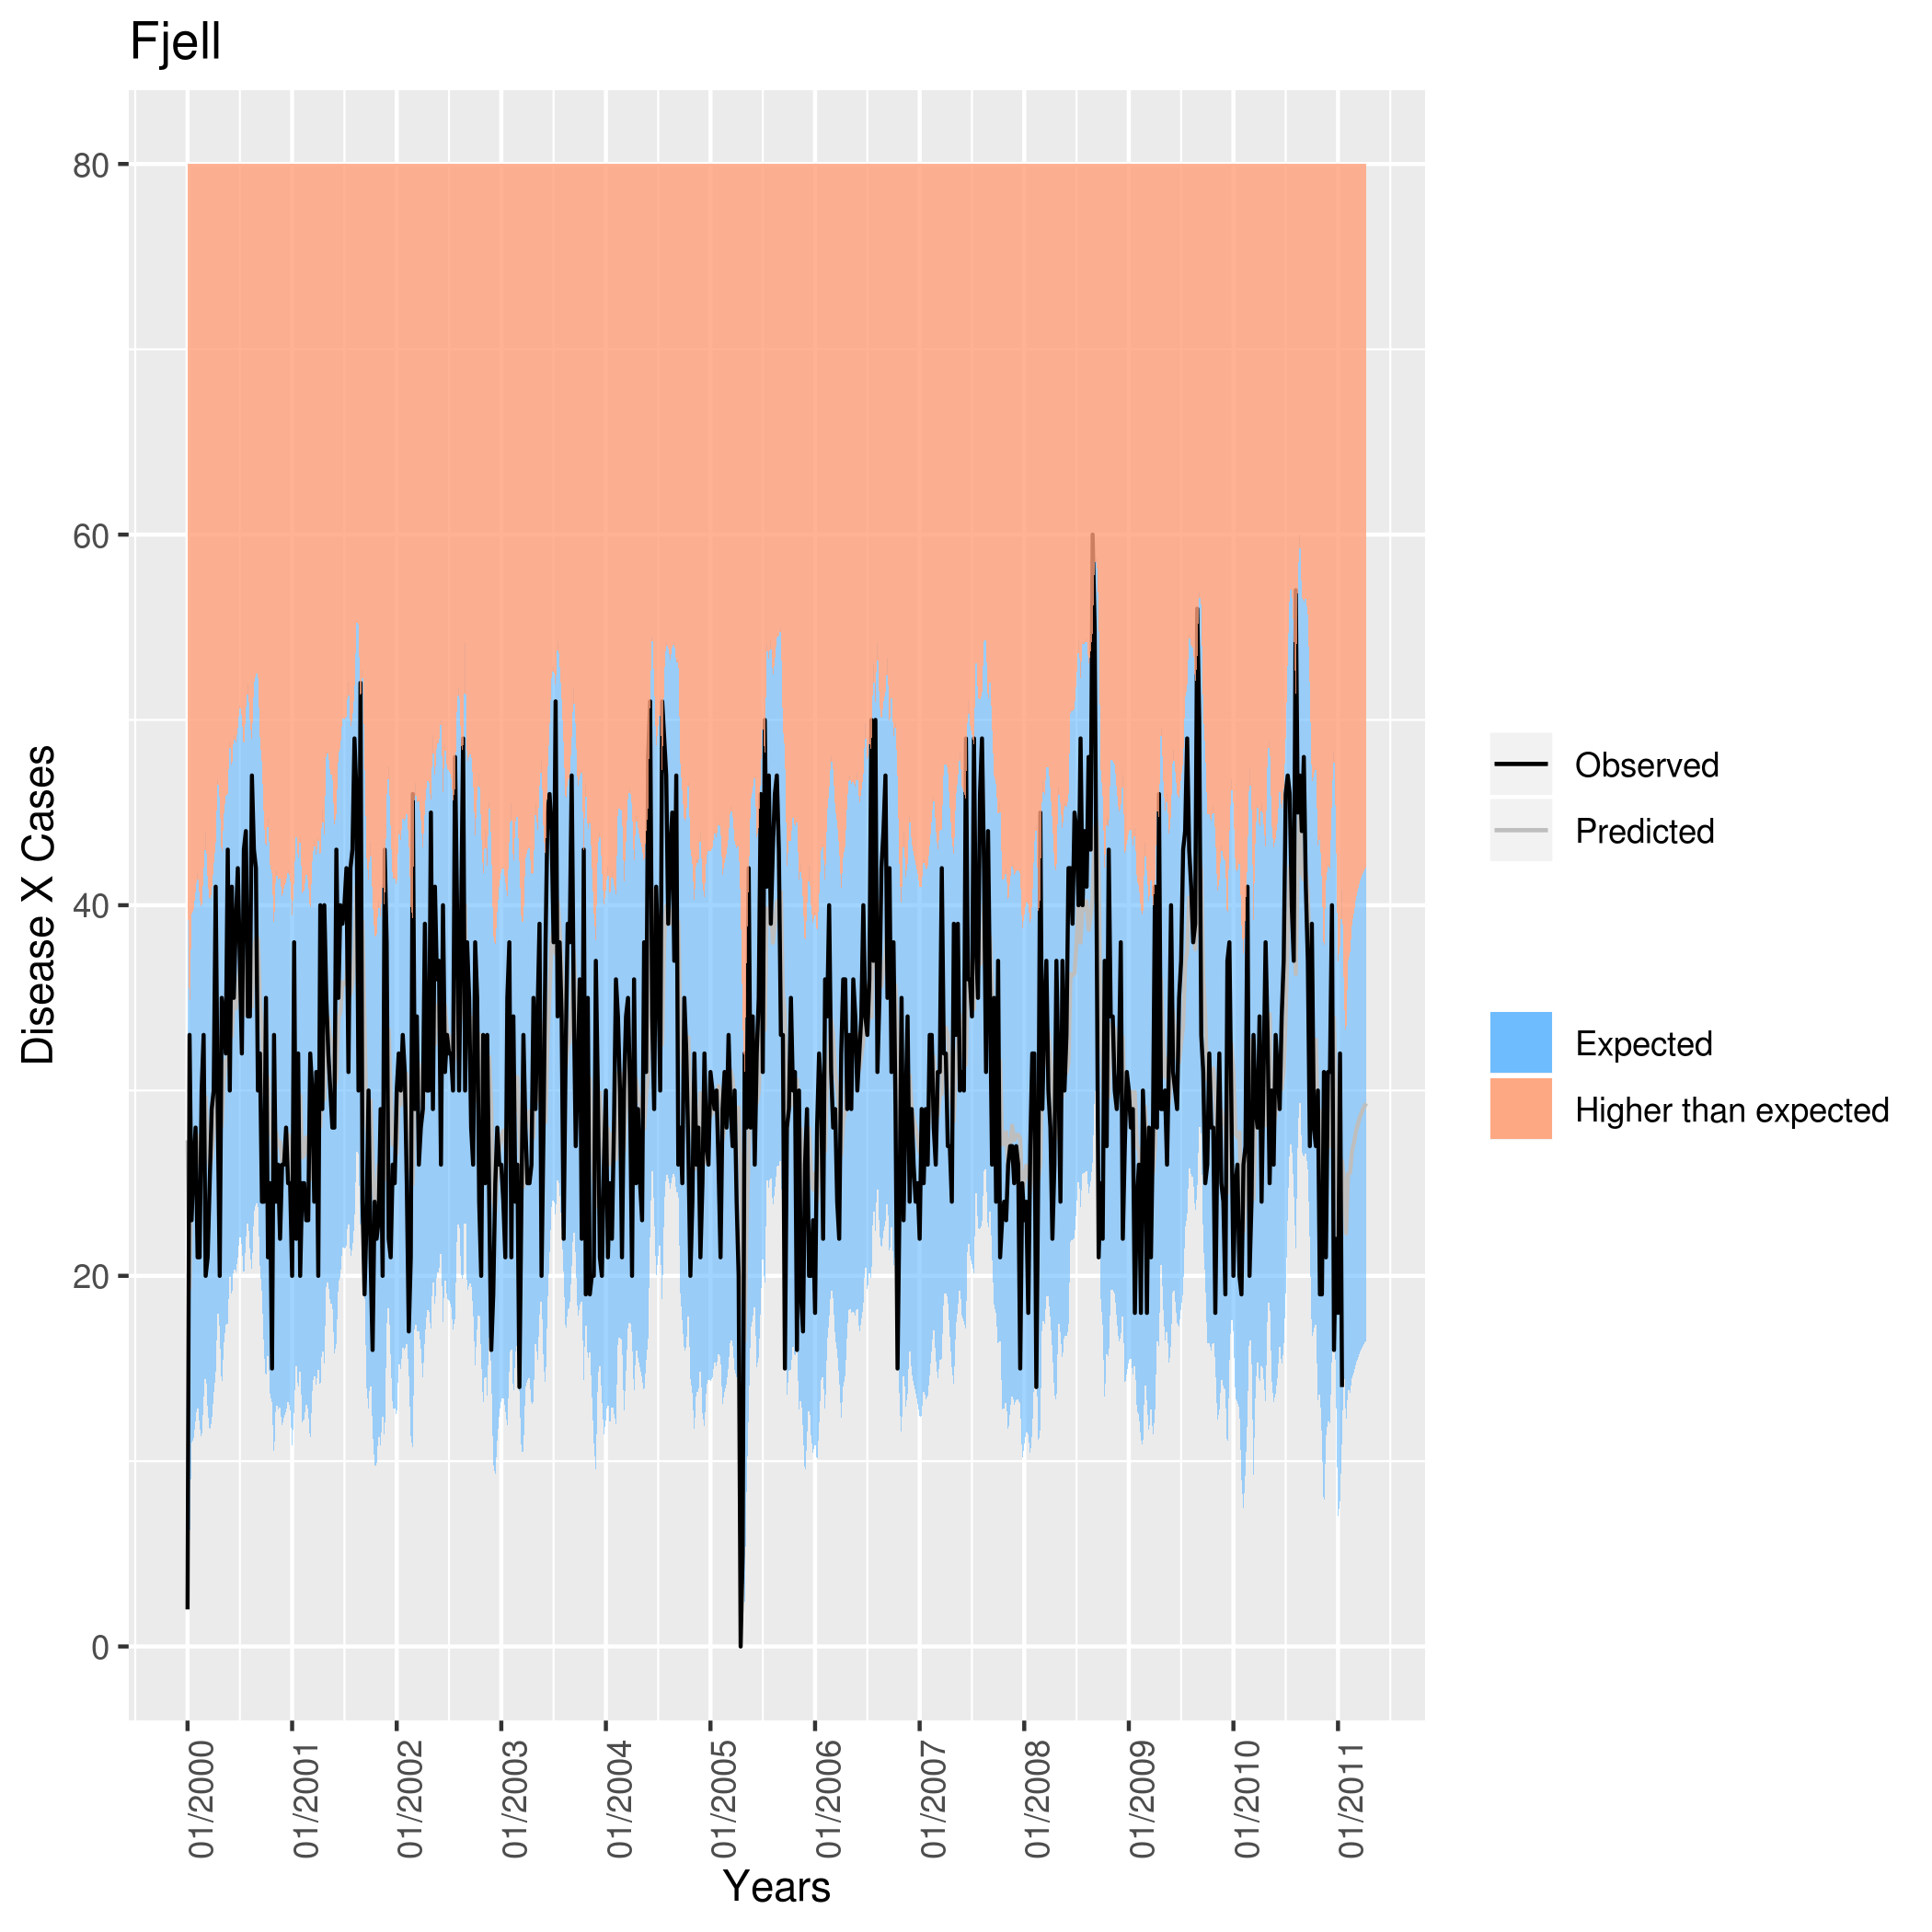 Fjell
Disease X Cases
80
60
40
20
0
01/2000
01/2001
01/2002
01/2003
01/2004
01/2005
01/2006
01/2007
01/2008
01/2009
01/2010
01/2011
Years
Observed
Predicted
Expected
Higher than expected